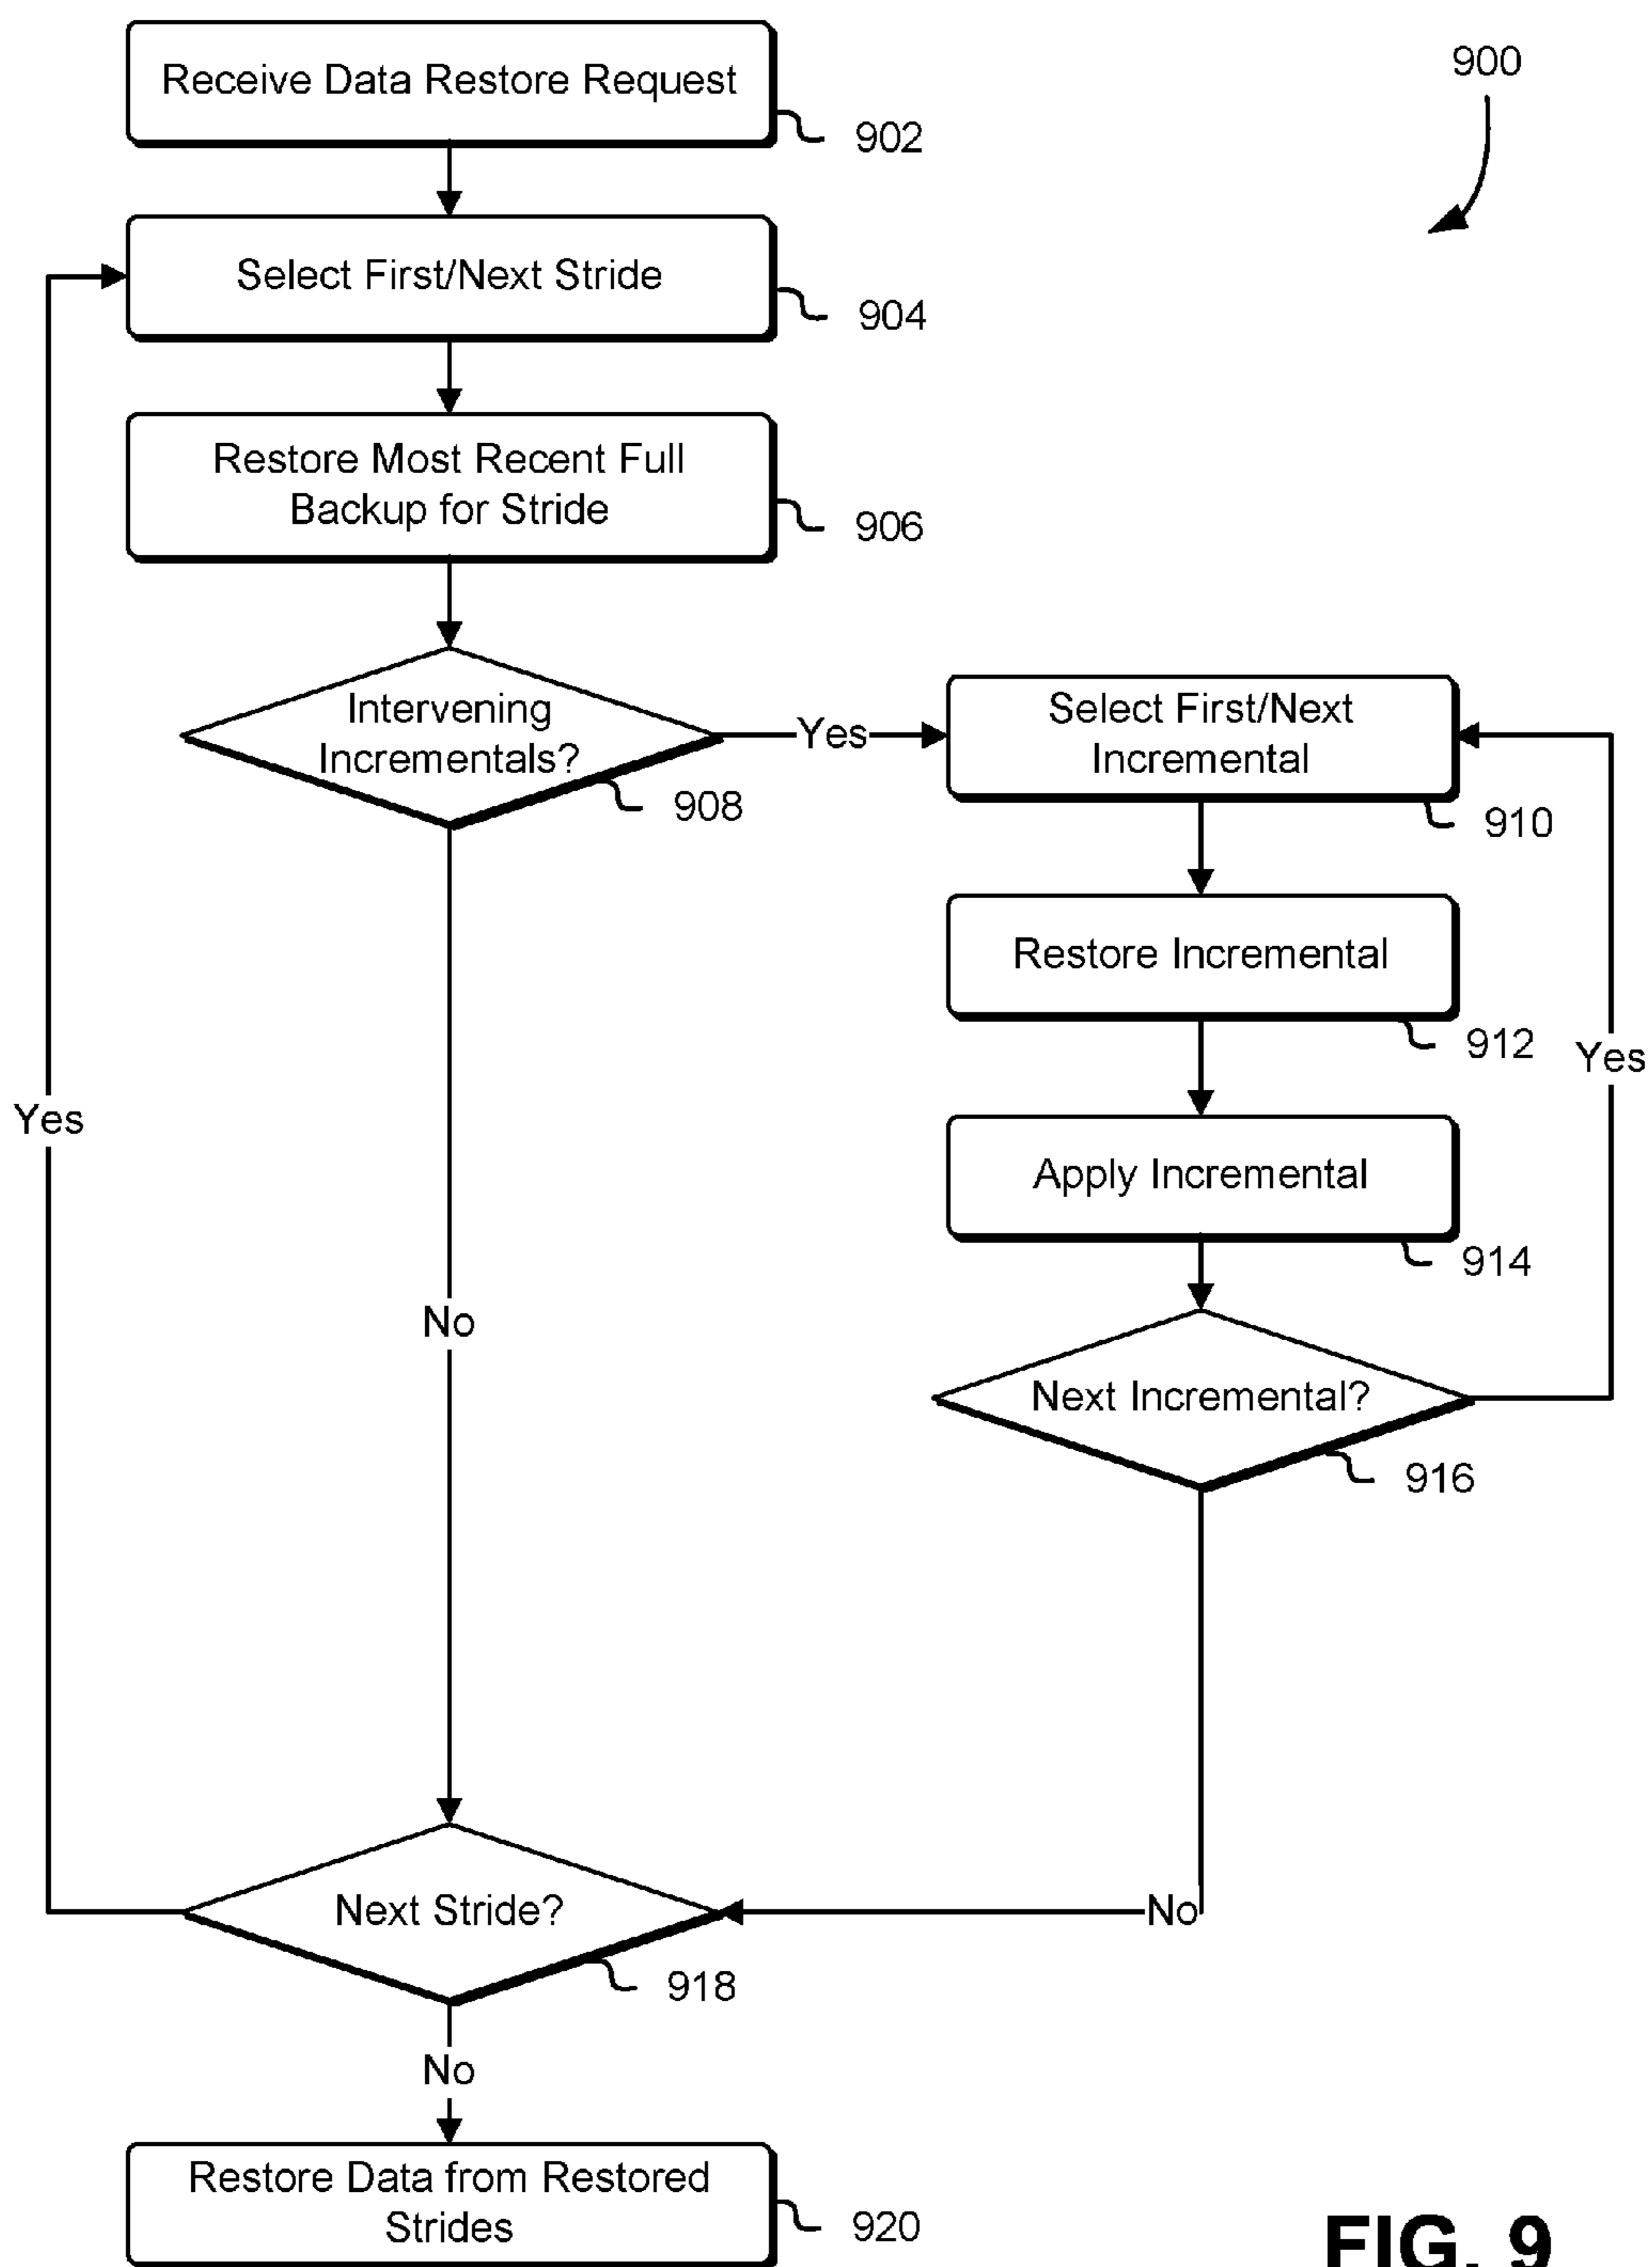 Receive Data Restore Request
902
900
Select First/Next Stride
904
Restore Most Recent Full
Backup for Stride
906
Intervening
Incrementals?
908
Yes
Select First/Next
Incremental
910
Restore Incremental
912
Yes
Apply Incremental
914
Next Incremental?
916
Yes
No
No
Next Stride?
918
No
Restore Data from Restored
Strides
920
FIG. 9